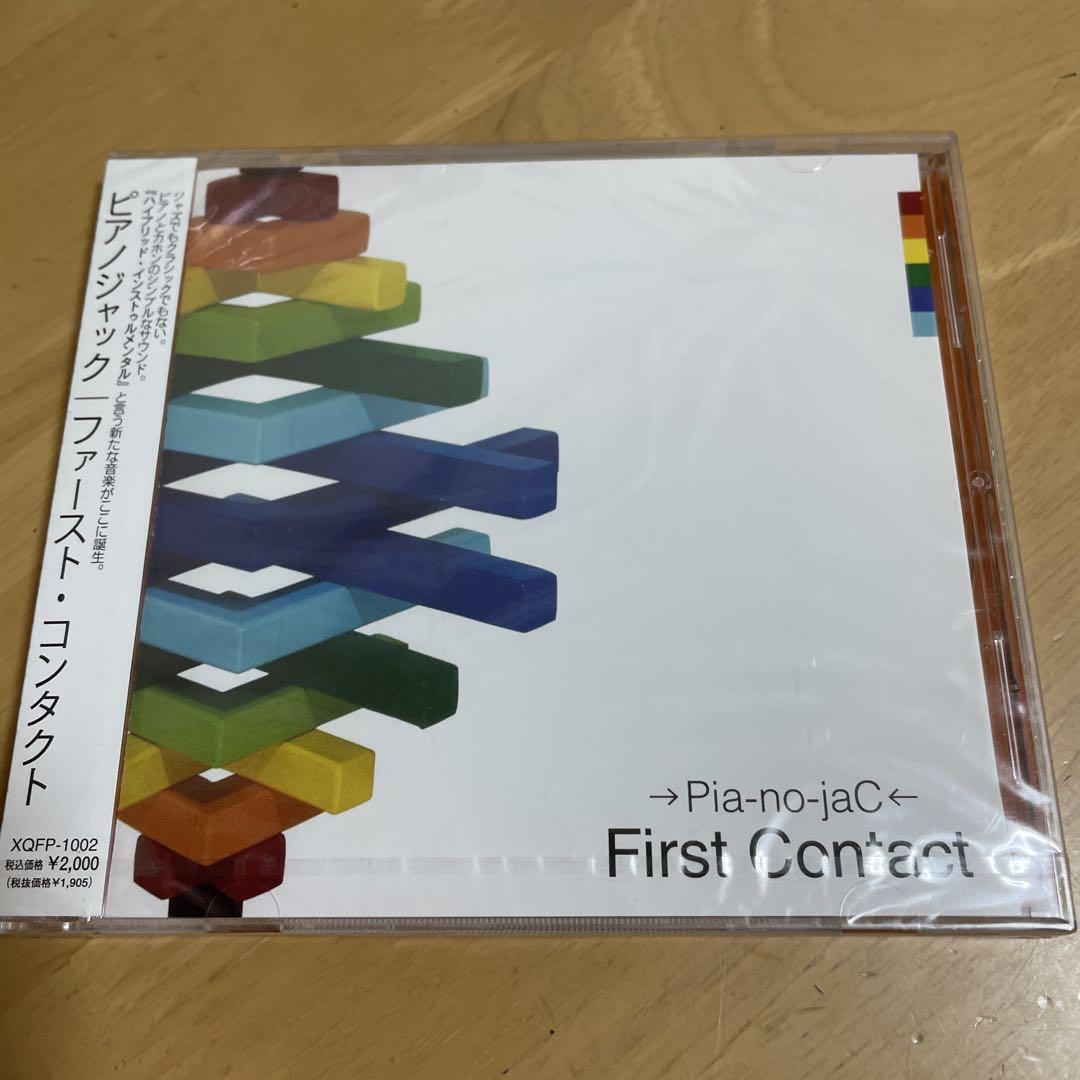 ジャズでもクラシックでもない。
ピアノとカホンのシンプルなサウンド。
『ハイブリッド・インストゥルメンタル』と言う新たな音楽がここに誕生。
ピアノジャック|ファースト・コンタクト
XQFP-1002
税込価格 ¥2,000
(税抜価格¥1,905)
→Pia-no-jaC←
First Contact